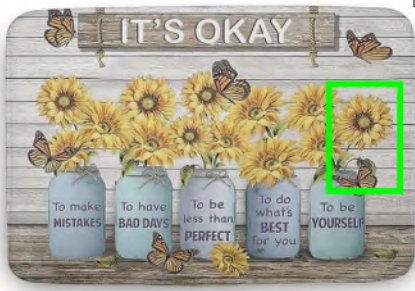 IT'S OKAY
To make
MISTAKES
To have
BAD DAYS
To be
less than
PERFECT
To do
what's
BEST
for you
To be
YOURSELF